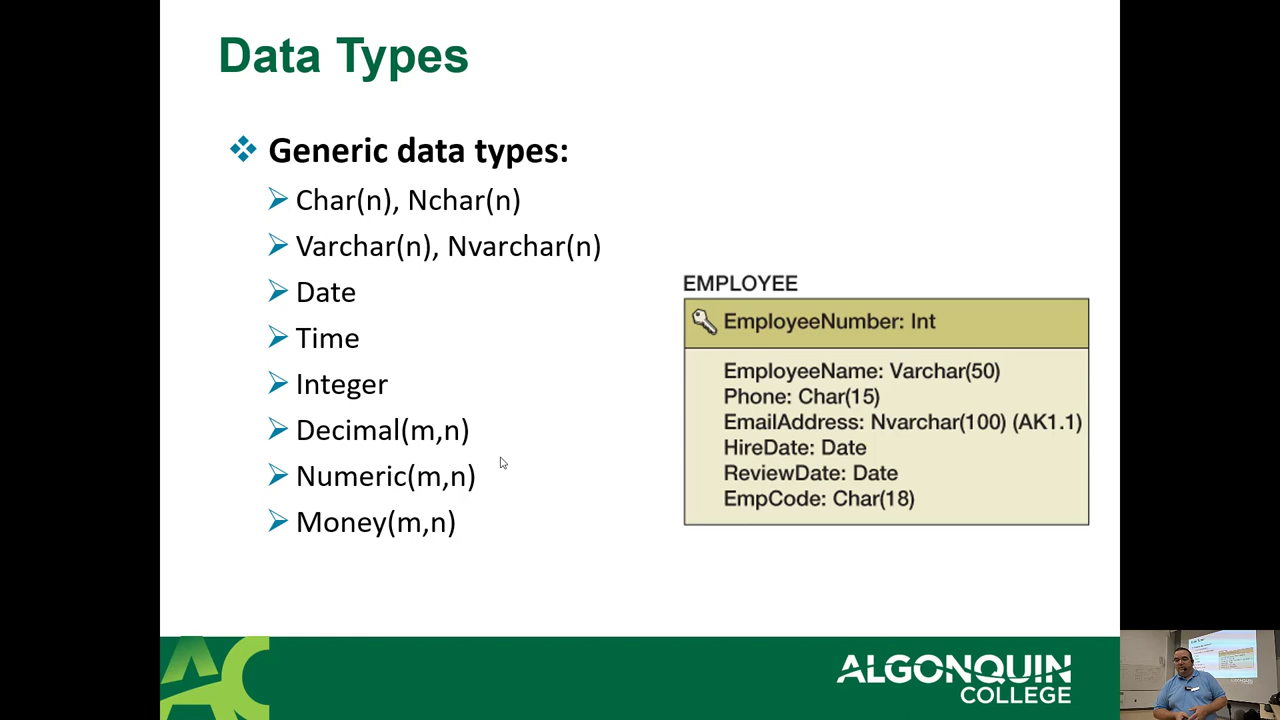 Data Types
Generic data types:
Char(n), Nchar(n)
Varchar(n), Nvarchar(n)
Date
Time
Integer
Decimal(m,n)
Numeric(m,n)
Money(m,n)
EMPLOYEE
EmployeeNumber: Int
EmployeeName: Varchar(50)
Phone: Char(15)
EmailAddress: Nvarchar(100) (AK1.1)
HireDate: Date
ReviewDate: Date
EmpCode: Char(18)
AC
ALGONQUIN
COLLEGE